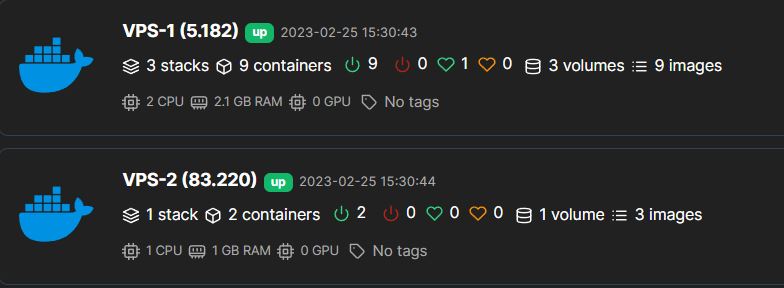 VPS-1 (5.182) up 2023-02-25 15:30:43
3 stacks 9 containers 9 0 1 0 3 volumes 9 images
2 CPU 2.1 GB RAM 0 GPU No tags
VPS-2 (83.220) up 2023-02-25 15:30:44
1 stack 2 containers 2 0 0 0 1 volume 3 images
1 CPU 1 GB RAM 0 GPU No tags